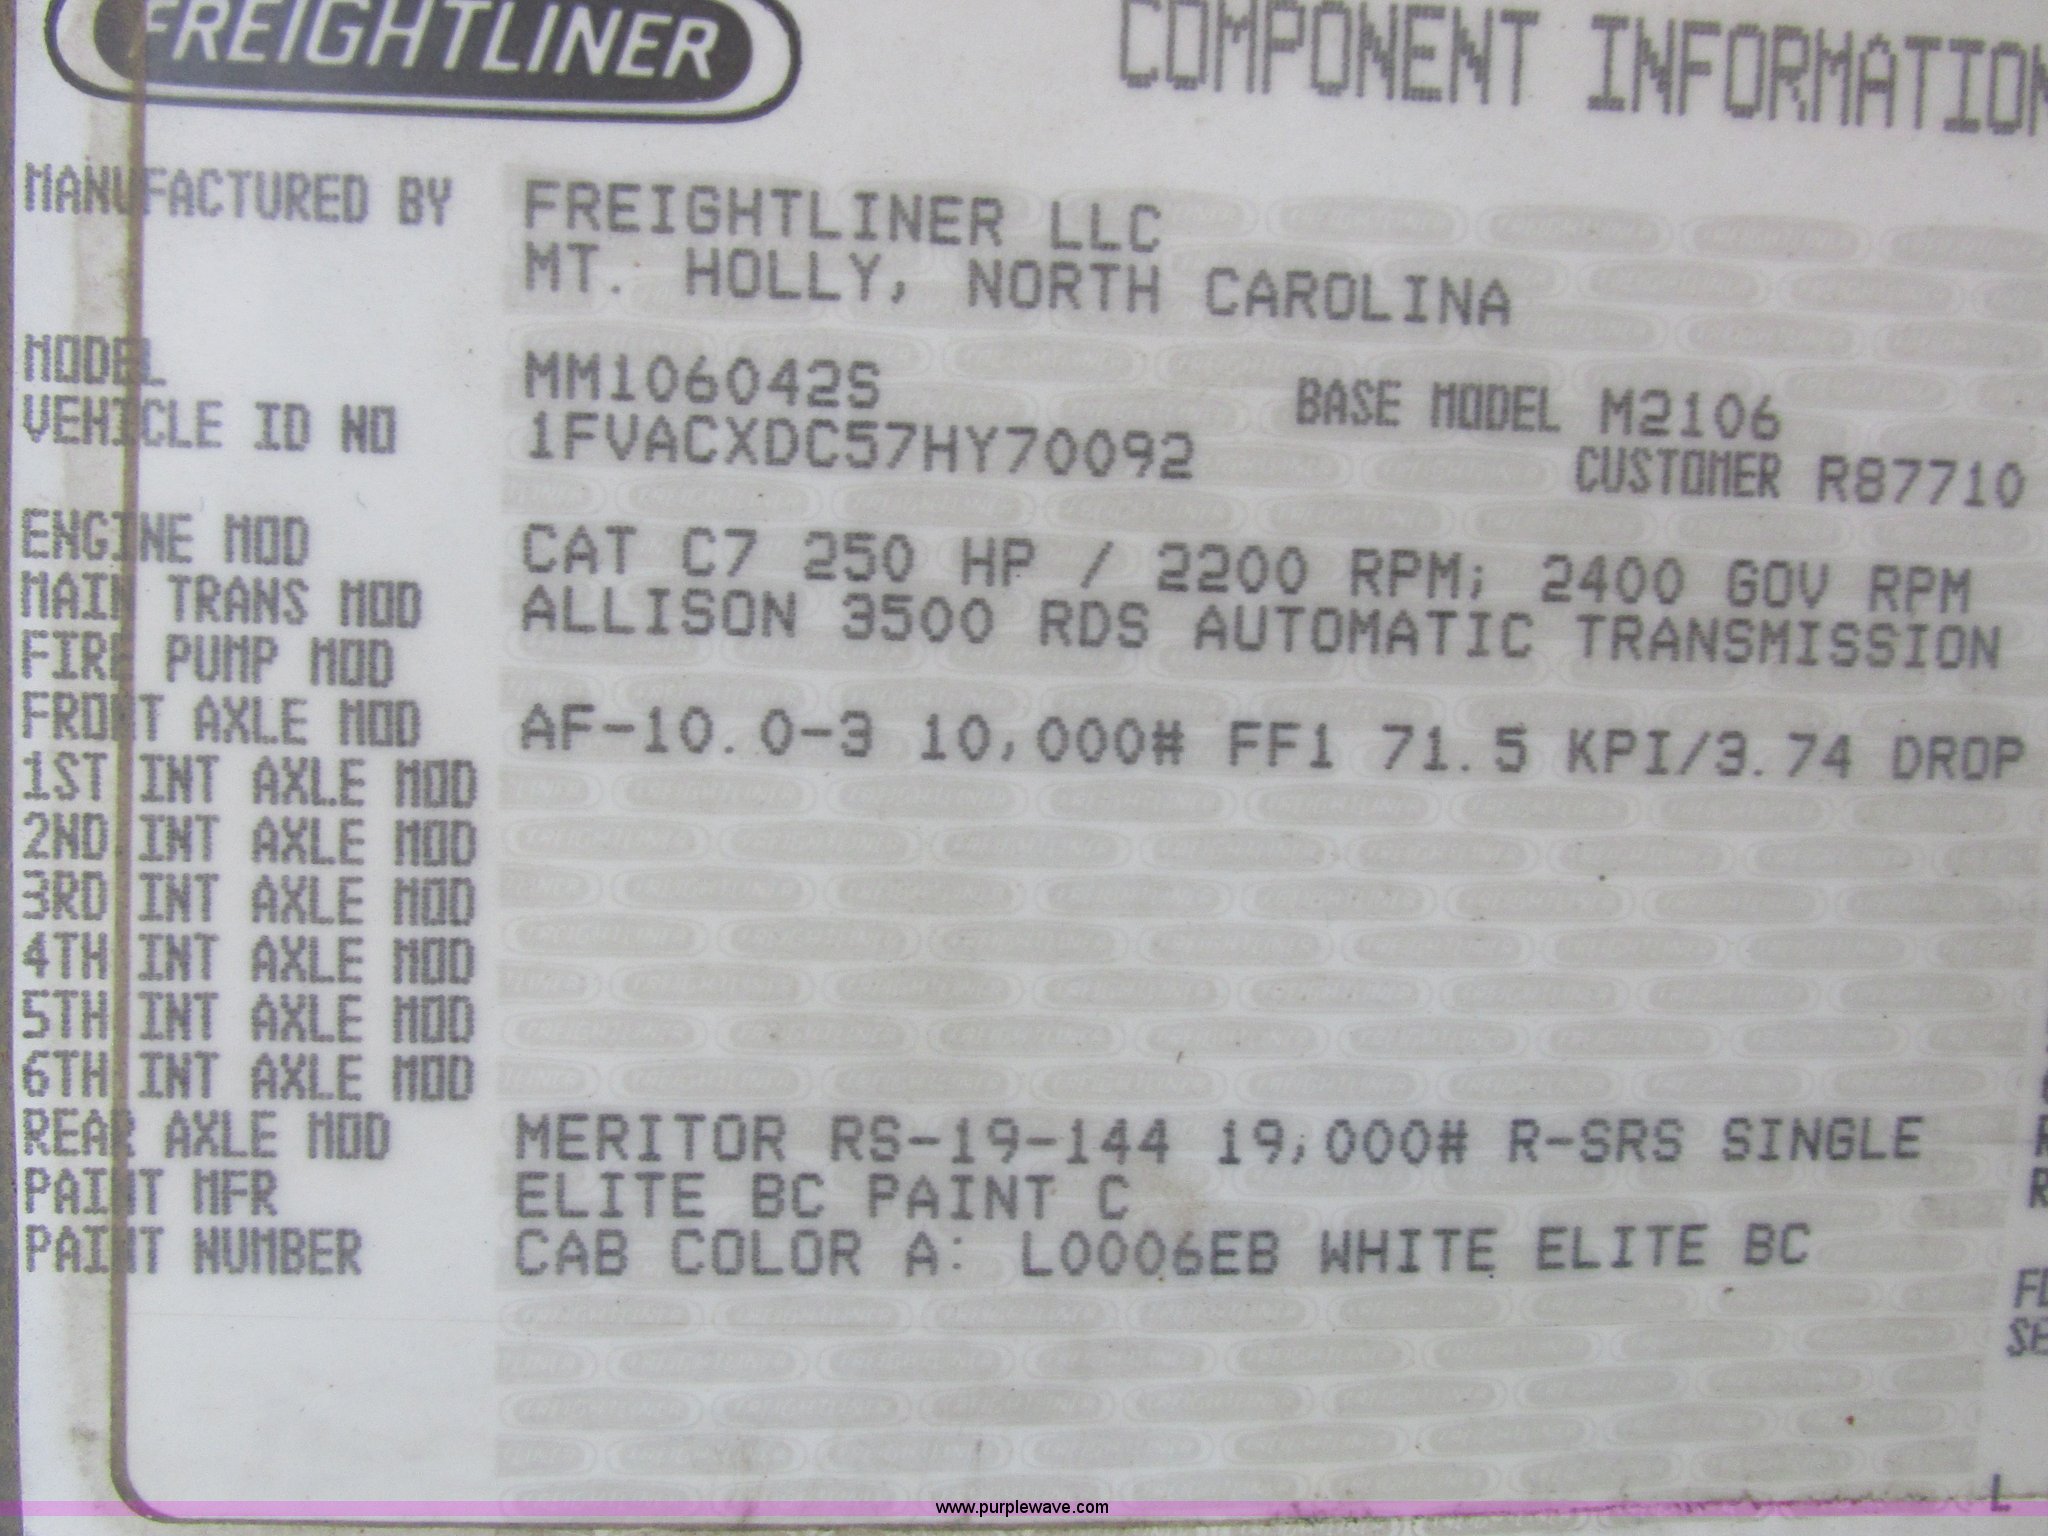 FREIGHTLINER
COMPONENT INFORMATION
MANUFACTURED BY FREIGHTLINER LLC
MT. HOLLY, NORTH CAROLINA
MODEL MM106042S BASE MODEL M2106
VEHICLE ID NO 1FVACXDC57HY70092 CUSTOMER R87710
ENGINE MOD CAT C7 250 HP / 2200 RPM; 2400 GOV RPM
MAIN TRANS MOD ALLISON 3500 RDS AUTOMATIC TRANSMISSION
FIRE PUMP MOD
FRONT AXLE MOD AF-10.0-3 10,000# FF1 71.5 KPI/3.74 DROP
1ST INT AXLE MOD
2ND INT AXLE MOD
3RD INT AXLE MOD
4TH INT AXLE MOD
5TH INT AXLE MOD
6TH INT AXLE MOD
REAR AXLE MOD MERITOR RS-19-144 19,000# R-SRS SINGLE
PAINT MFR ELITE BC PAINT C
PAINT NUMBER CAB COLOR A: L0006EB WHITE ELITE BC
L
www.purplewave.com